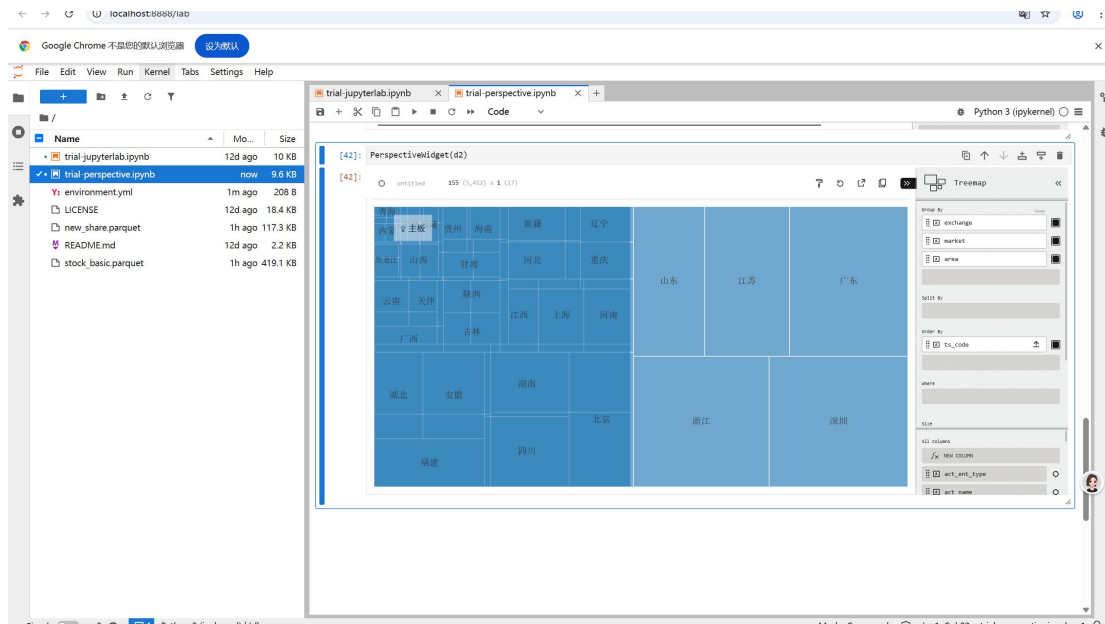 localhost:8888/lab
Google Chrome 不是您的默认浏览器 设为默认
File Edit View Run Kernel Tabs Settings Help
trial-jupyterlab.ipynb
trial-perspective.ipynb
Code
Python 3 (ipykernel)
/
Name Mo... Size
trial-jupyterlab.ipynb 12d ago 10 KB
trial-perspective.ipynb now 9.6 KB
environment.yml 1m ago 208 B
LICENSE 12d ago 18.4 KB
new_share.parquet 1h ago 117.3 KB
README.md 12d ago 2.2 KB
stock_basic.parquet 1h ago 419.1 KB
[42]: PerspectiveWidget(d2)
[42]:
untitled 155 (5,412) x 1 (17)
Treemap
青海
主板
贵州 海南 新疆 辽宁
山西 甘肃 河北 重庆
云南 天津 陕西
江西 上海 河南
广西 吉林
湖北 安徽 湖南 北京
福建 四川
山东 江苏 广东
浙江 深圳
Group By
exchange
market
area
Split By
Order By
ts_code
Where
All columns
NEW COLUMN
act_ent_type
act_name